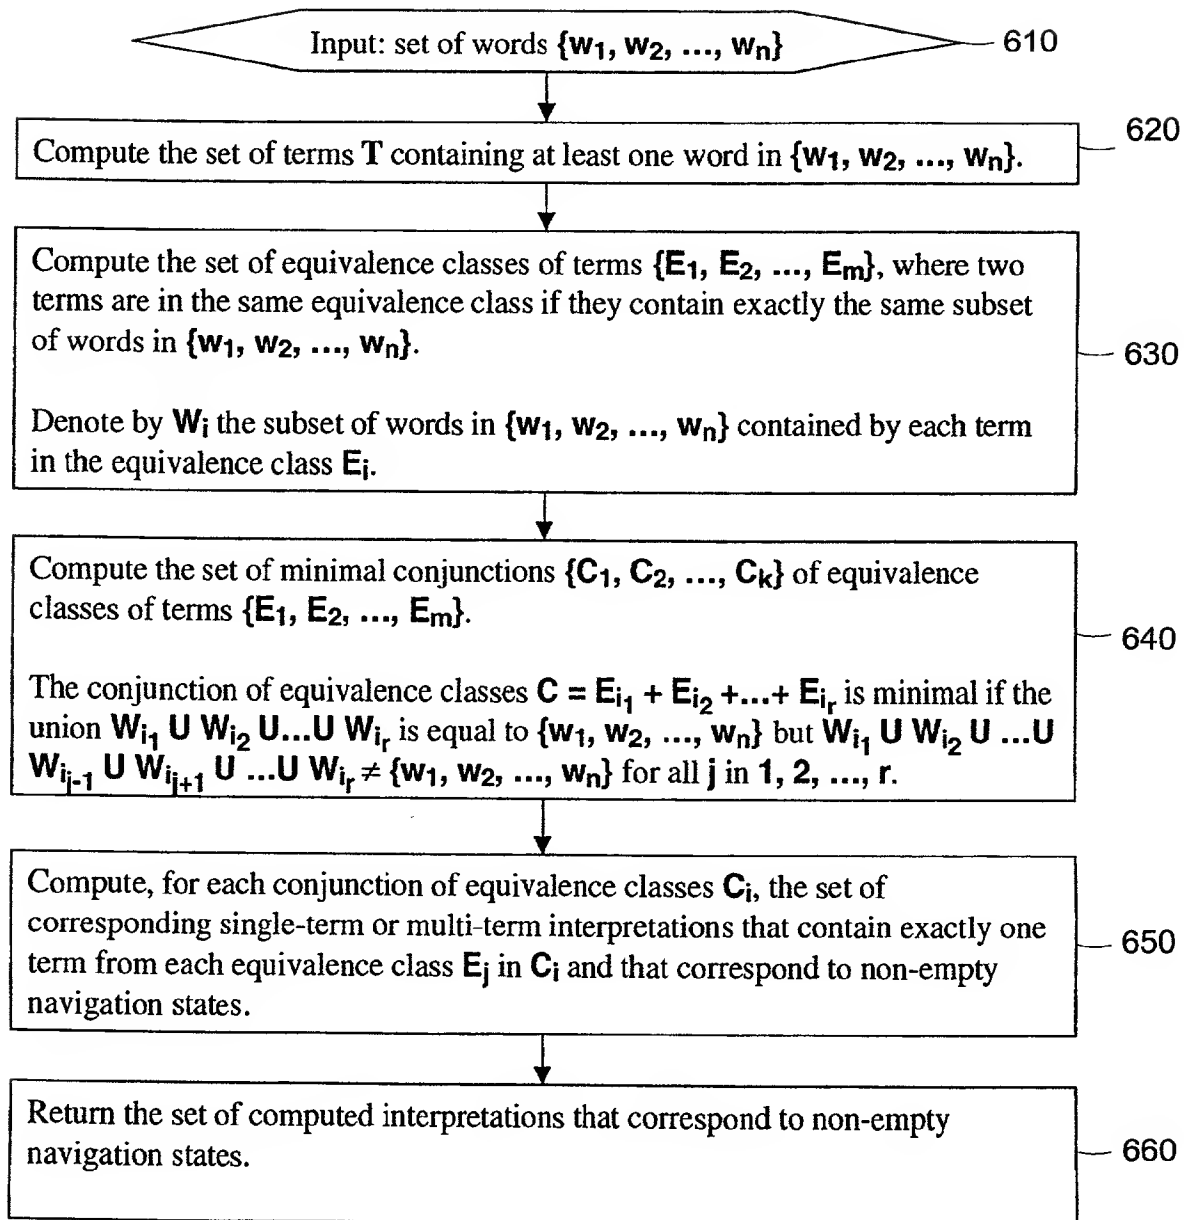 Input: set of words {w1, w2, ..., wn}
610
620
Compute the set of terms T containing at least one word in {w1, w2, ..., wn}.
Compute the set of equivalence classes of terms {E1, E2, ..., Em}, where two
terms are in the same equivalence class if they contain exactly the same subset
of words in {w1, w2, ..., wn}.
630
Denote by Wi the subset of words in {w1, w2, ..., wn} contained by each term
in the equivalence class Ei.
Compute the set of minimal conjunctions {C1, C2, ..., Ck} of equivalence
classes of terms {E1, E2, ..., Em}.
640
The conjunction of equivalence classes C = Ei1 + Ei2 +...+ Eir is minimal if the
union Wi1 U Wi2 U...U Wir is equal to {w1, w2, ..., wn} but Wi1 U Wi2 U ...U
Wij-1 U Wij+1 U ...U Wir ≠ {w1, w2, ..., wn} for all j in 1, 2, ..., r.
Compute, for each conjunction of equivalence classes Ci, the set of
corresponding single-term or multi-term interpretations that contain exactly one
term from each equivalence class Ej in Ci and that correspond to non-empty
navigation states.
650
Return the set of computed interpretations that correspond to non-empty
navigation states.
660